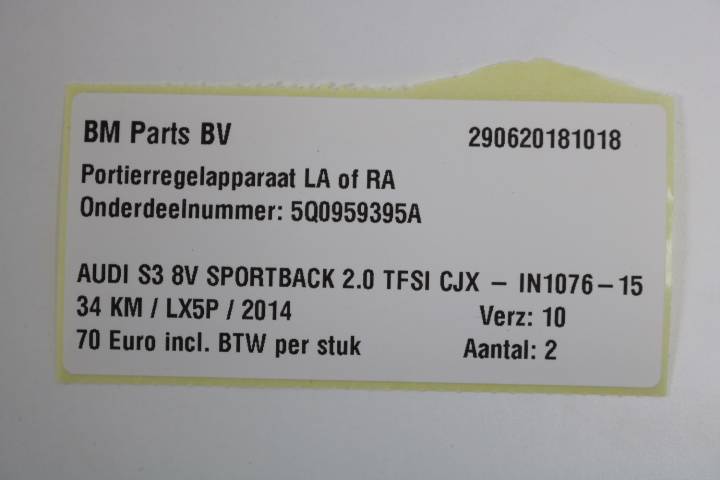 BM Parts BV 290620181018
Portierregelapparaat LA of RA
Onderdeelnummer: 5Q0959395A
AUDI S3 8V SPORTBACK 2.0 TFSI CJX – IN1076–15
34 KM / LX5P / 2014 Verz: 10
70 Euro incl. BTW per stuk Aantal: 2